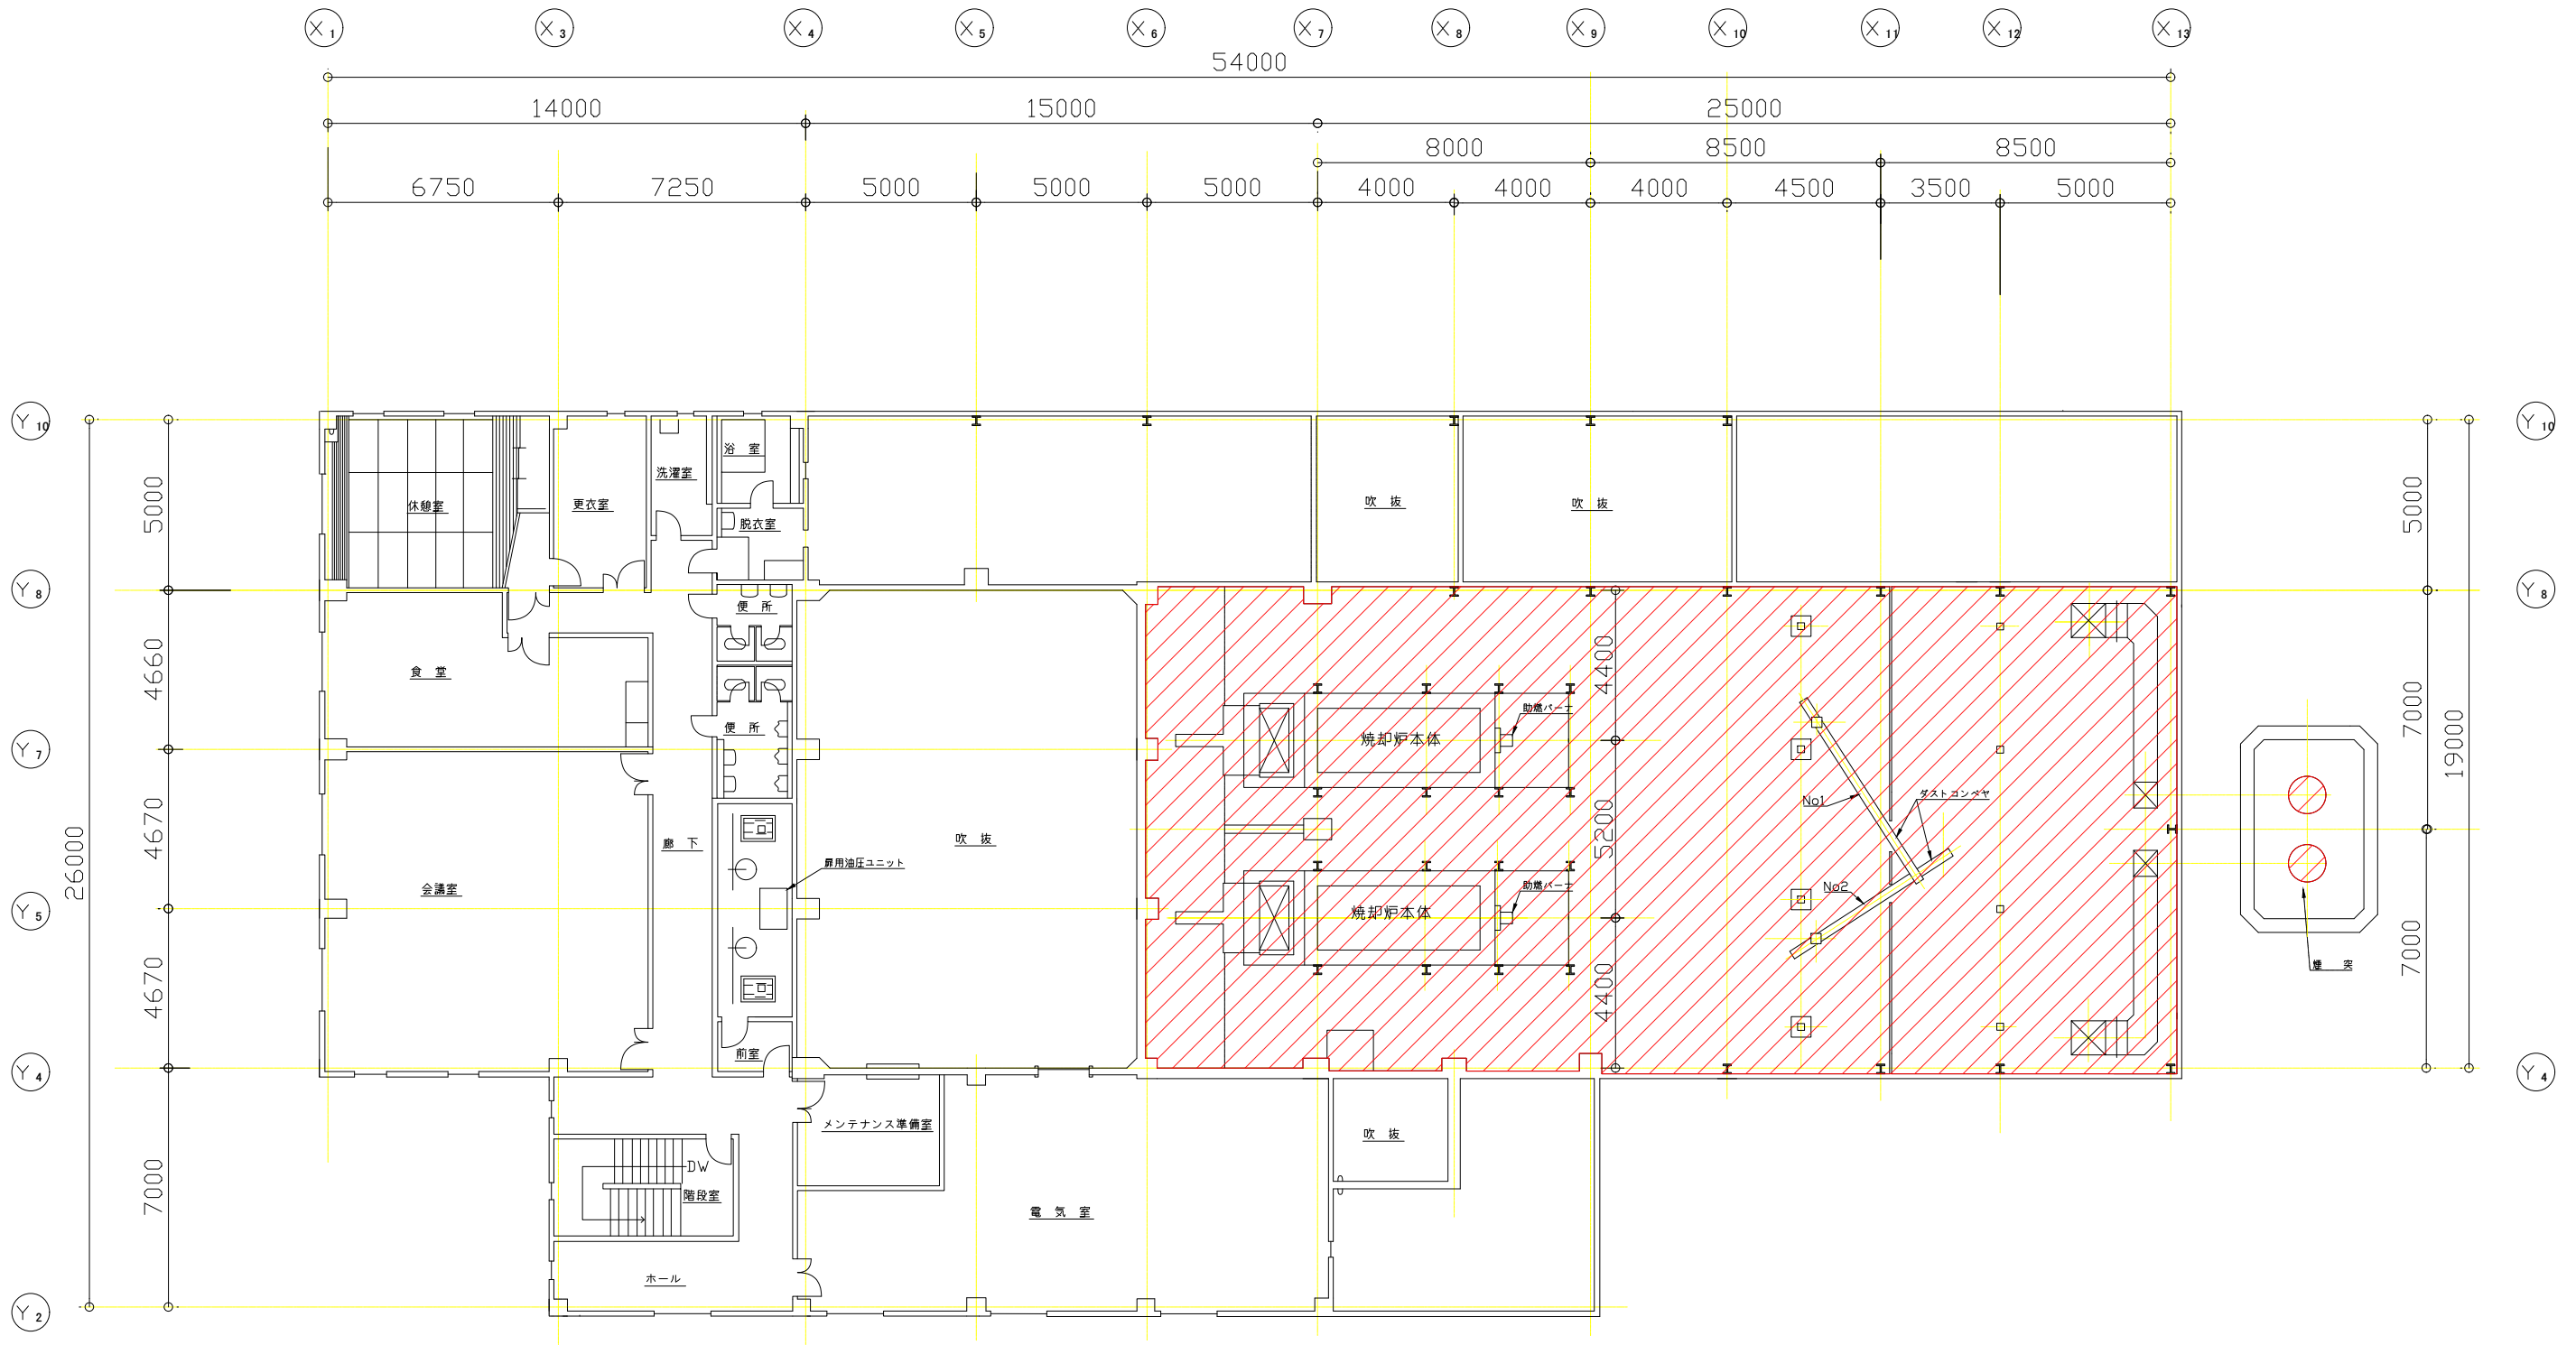 X1 X3 X4 X5 X6 X7 X8 X9 X10 X11 X12 X13
54000
14000 15000 25000
8000 8500 8500
6750 7250 5000 5000 5000 4000 4000 4000 4500 3500 5000
Y10 Y10
浴 室
洗濯室
休憩室 更衣室 吹 抜 吹 抜
5000 5000
脱衣室
Y8 Y8
便 所
4660 4400
食 堂
7000
助燃バーナ
便 所
焼却炉本体
Y7 Y7
19000
No1 ダストコンベヤ
4670 5200
廊 下 吹 抜
26000
扉用油圧ユニット
会議室
助燃バーナ No2
焼却炉本体
Y5 Y5
7000
煙 突
4670 4400
前室
Y4 Y4
メンテナンス準備室
吹 抜
DW
階段室
7000
電 気 室
ホール
Y2